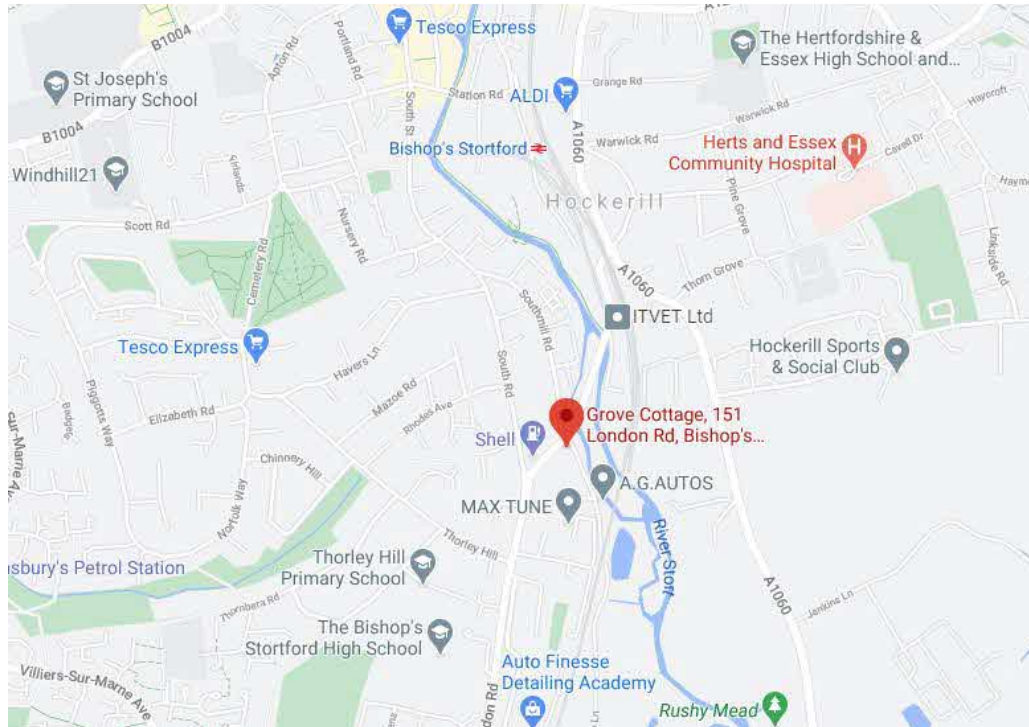 B1004
Portland Rd
Apton Rd
Tesco Express
A1060
The Hertfordshire &
Essex High School and...
St Joseph's
Primary School
South St
Station Rd
ALDI
Grange Rd
Warwick Rd
Haycroft
B1004
A1060
Bishop's Stortford
Warwick Rd
Herts and Essex
Community Hospital
Cavell Dr
Windhill21
Pine Grove
Hockerill
Scott Rd
Nursery Rd
Linkside Rd
Cemetery Rd
A1060
Thorn Grove
Southmill Rd
ITVET Ltd
Tesco Express
Havers Ln
South Rd
Hockerill Sports
& Social Club
Piggotts Way
Mazoe Rd
Elizabeth Rd
Rhodes Ave
Grove Cottage, 151
London Rd, Bishop's...
Shell
Chinnery Hill
A.G.AUTOS
MAX TUNE
Norfolk Way
River Stort
Thorley Hill
nsbury's Petrol Station
Thorley Hill
Primary School
A1060
Jenkins Ln
Thornbera Rd
The Bishop's
Stortford High School
Villiers-Sur-Marne Ave
Auto Finesse
Detailing Academy
don Rd
Rushy Mead